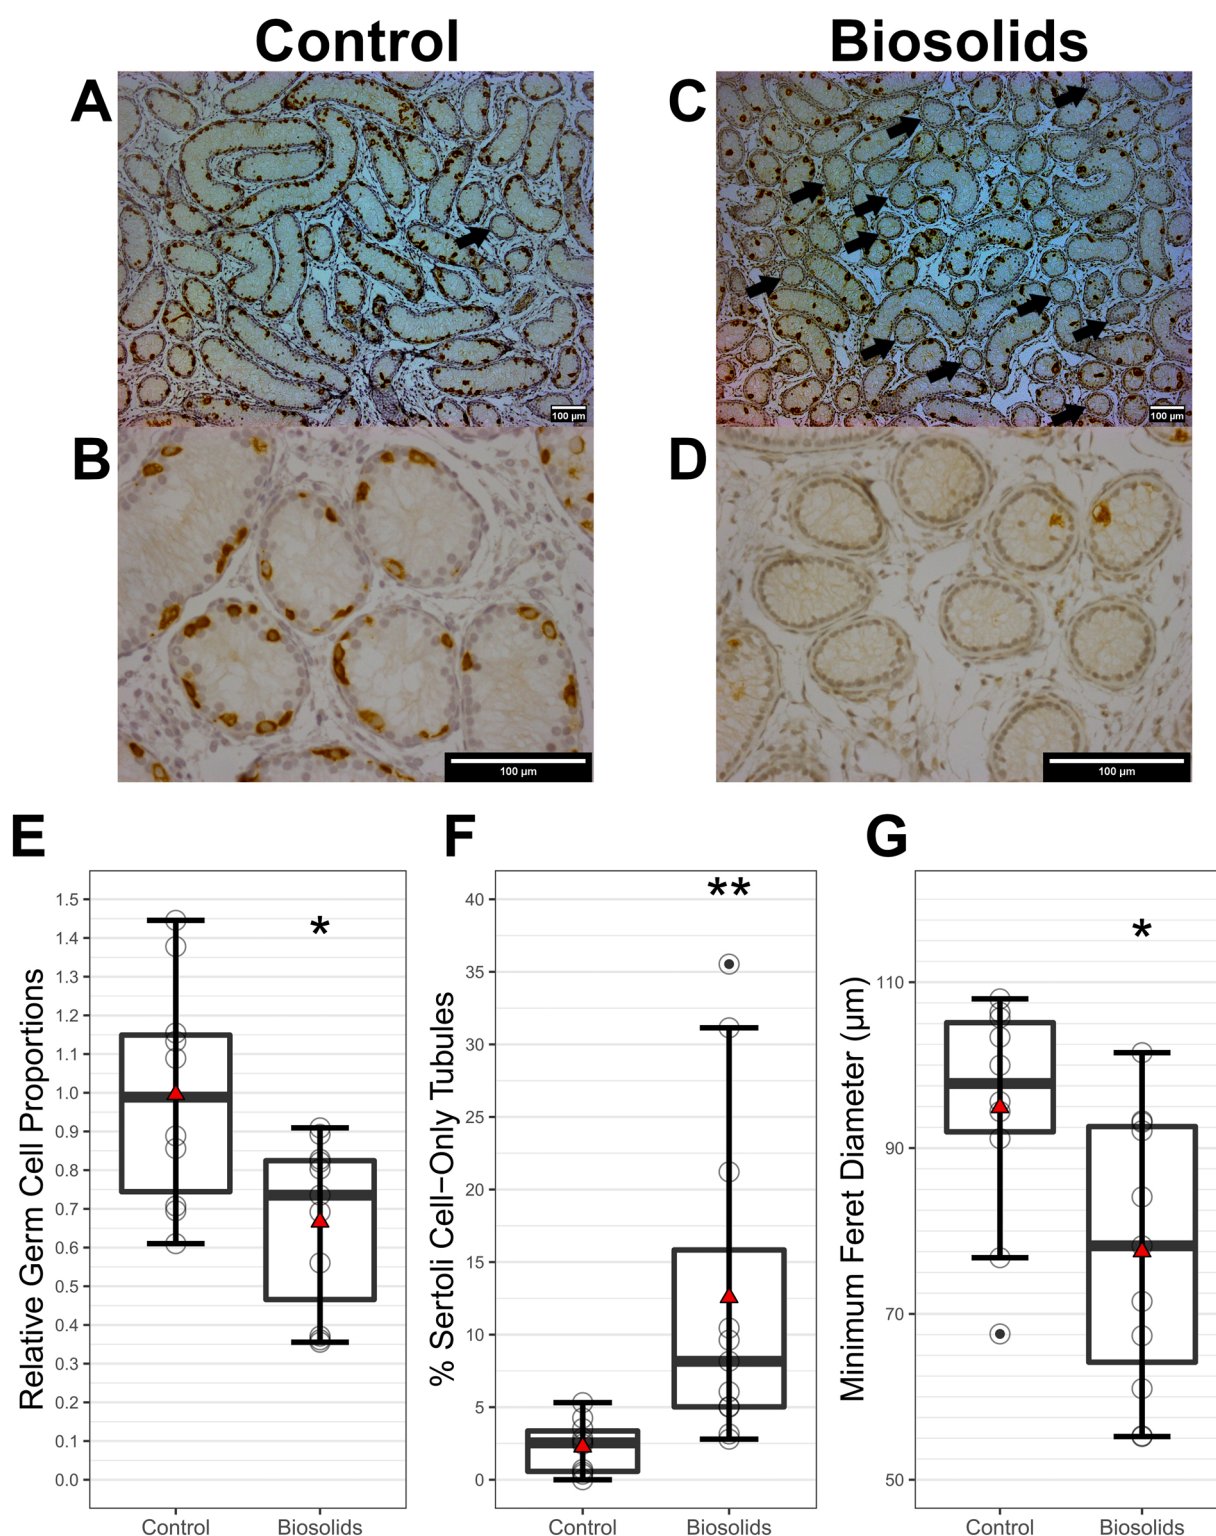 Control
Biosolids
A
C
100 µm
100 µm
B
D
100 µm
100 µm
E
F
G
Relative Germ Cell Proportions
1.5
1.4
1.3
1.2
1.1
1.0
0.9
0.8
0.7
0.6
0.5
0.4
0.3
0.2
0.1
0.0
*
Control
Biosolids
% Sertoli Cell−Only Tubules
40
35
30
25
20
15
10
5
0
**
Control
Biosolids
Minimum Feret Diameter (µm)
110
90
70
50
*
Control
Biosolids